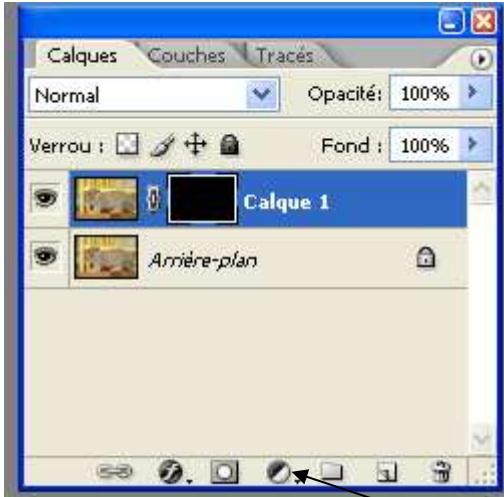 Calques Couches Tracés
Normal Opacité: 100%
Verrou : Fond : 100%
Calque 1
Arrière-plan